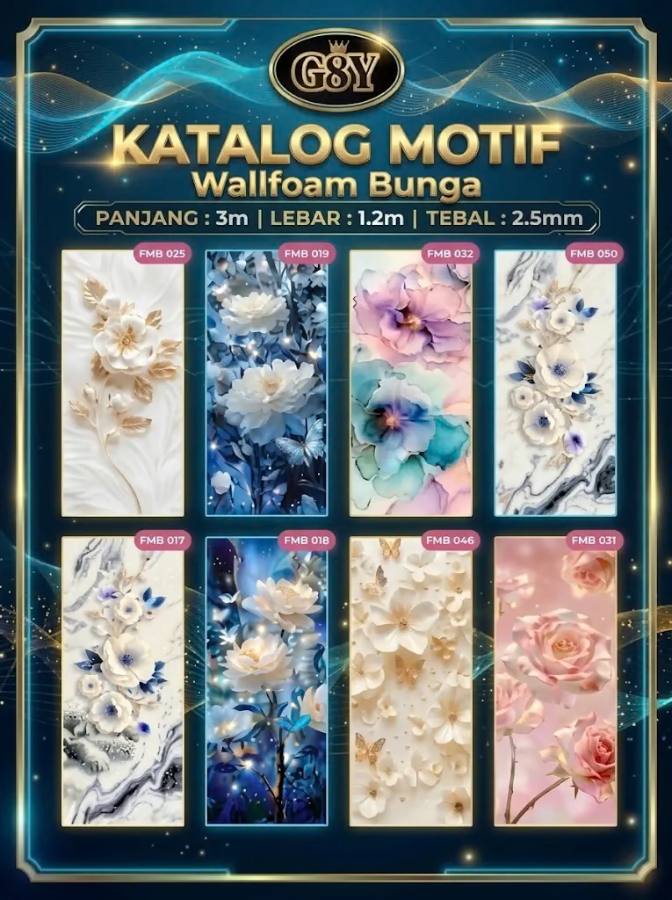 G8Y
KATALOG MOTIF
Wallfoam Bunga
PANJANG : 3m | LEBAR : 1.2m | TEBAL : 2.5mm
FMB 025
FMB 019
FMB 032
FMB 050
FMB 017
FMB 018
FMB 046
FMB 031